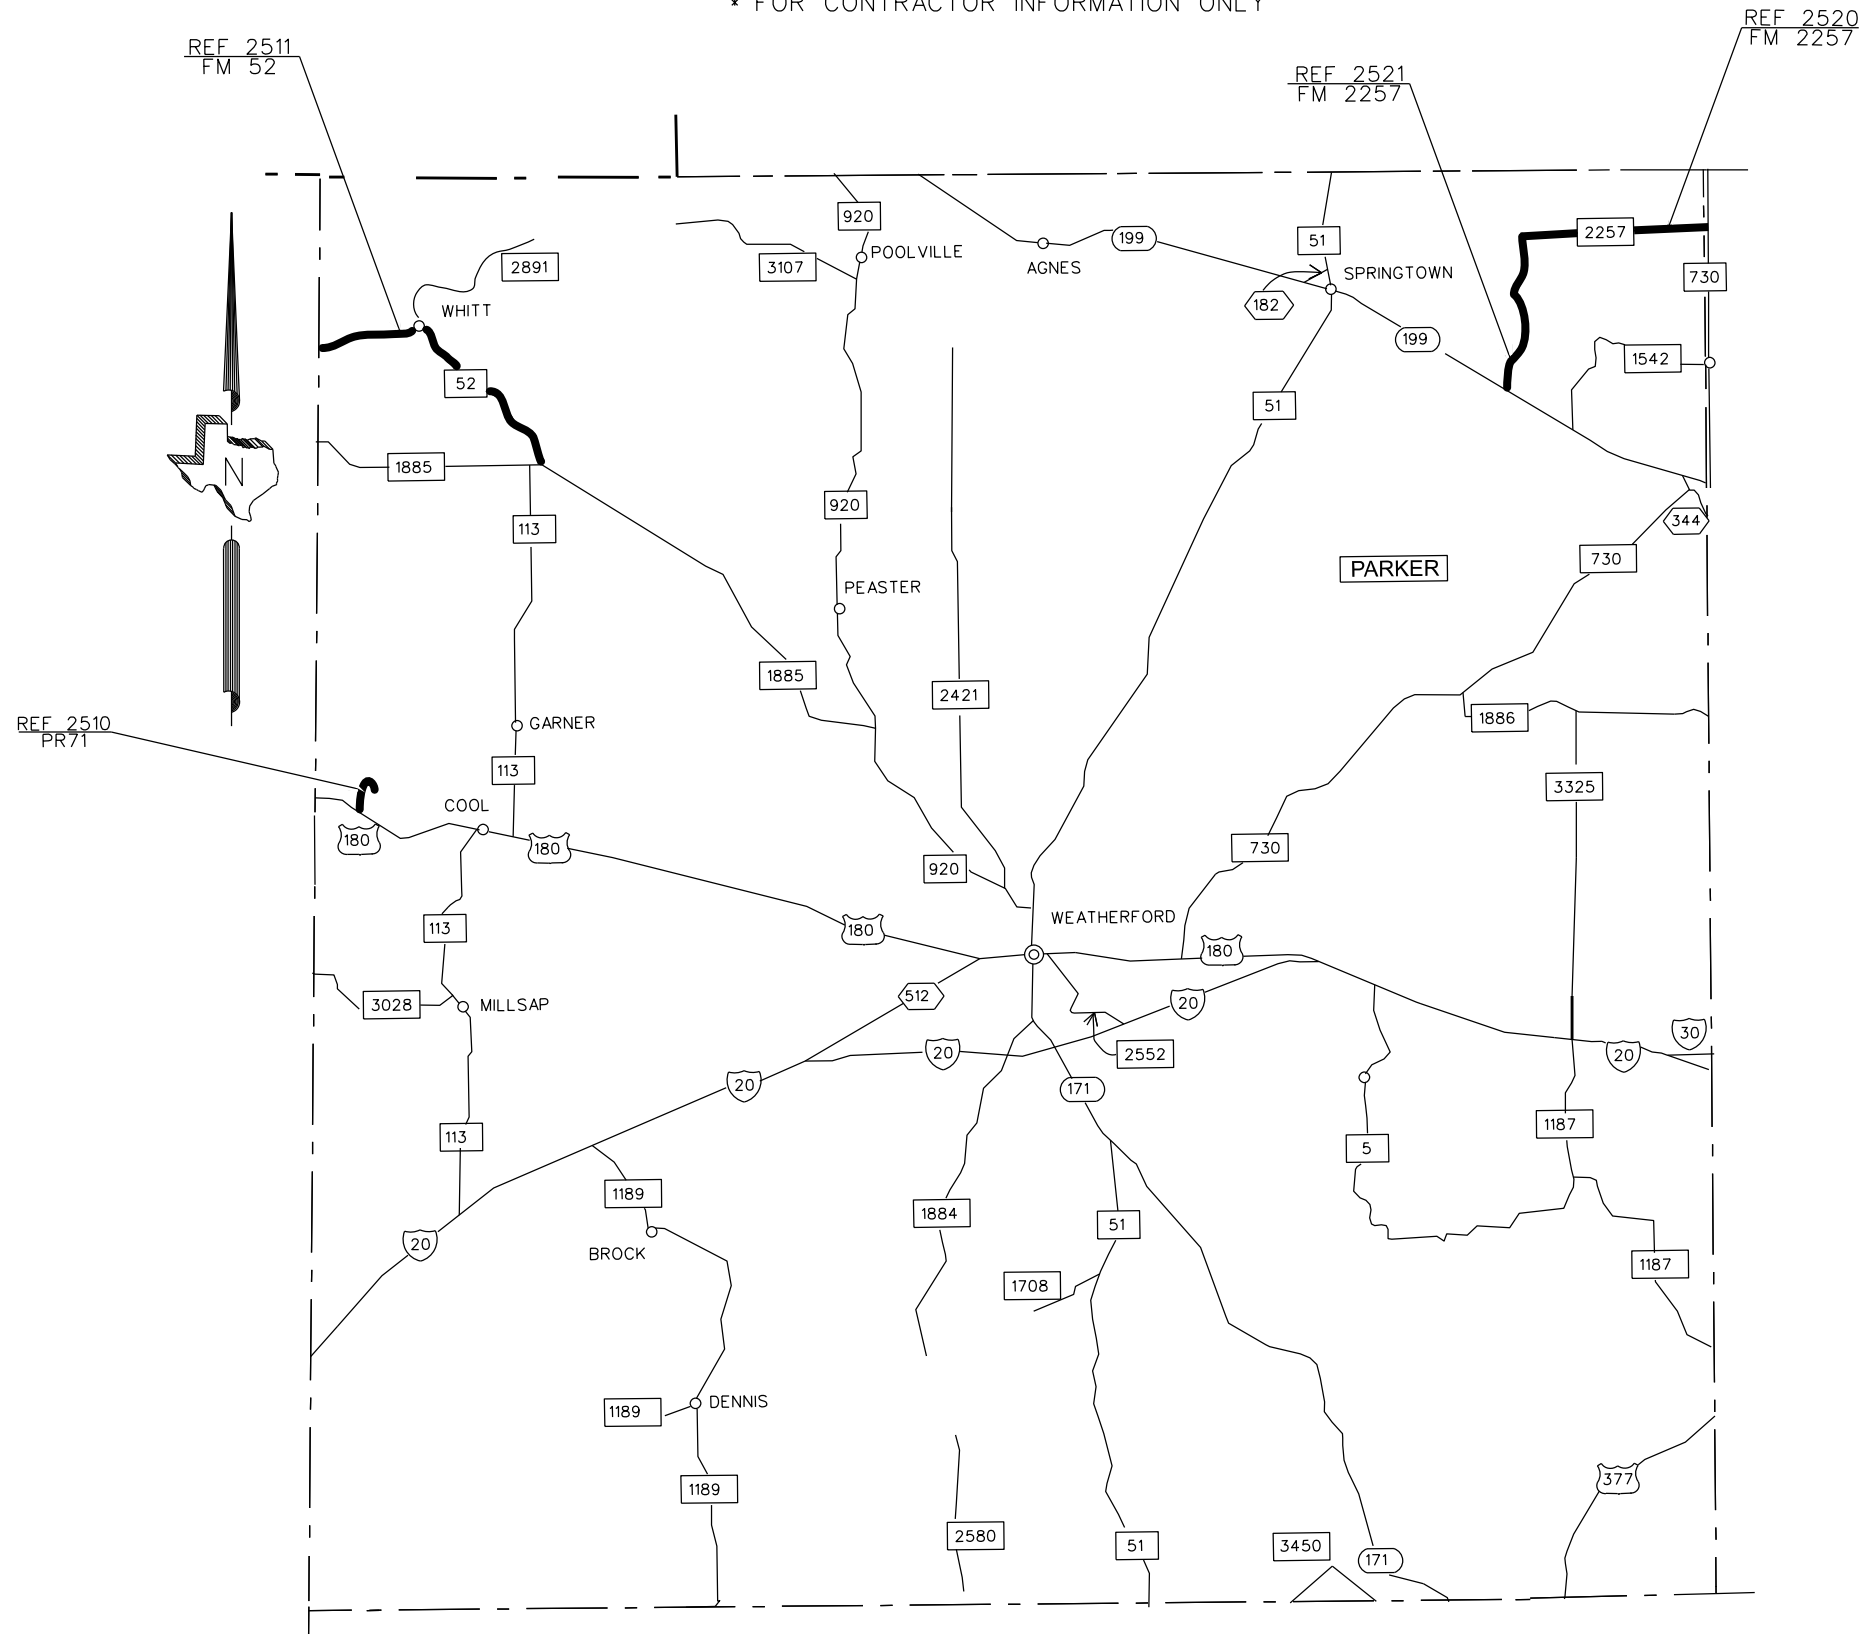 * FOR CONTRACTOR INFORMATION ONLY
REF 2520
FM 2257
REF 2511
FM 52
REF 2521
FM 2257
920
2257
51
199
POOLVILLE
2891
3107
AGNES
SPRINGTOWN
730
182
WHITT
199
1542
52
51
1885
N
920
344
113
730
PARKER
PEASTER
1885
2421
1886
REF 2510
PR71
GARNER
113
3325
COOL
180
180
730
920
WEATHERFORD
113
180
180
512
3028
MILLSAP
20
30
20
2552
20
20
171
113
1187
5
1189
1884
51
20
BROCK
1187
1708
1189
DENNIS
377
1189
2580
51
3450
171